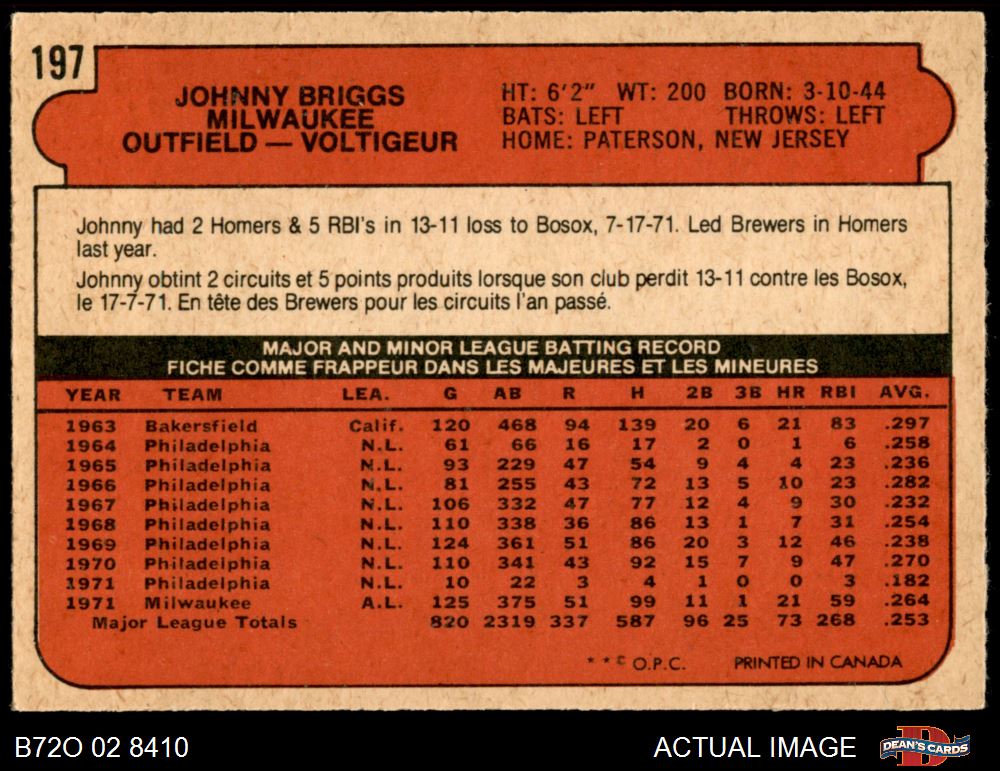 197
JOHNNY BRIGGS
MILWAUKEE
OUTFIELD — VOLTIGEUR
HT: 6'2" WT: 200 BORN: 3-10-44
BATS: LEFT THROWS: LEFT
HOME: PATERSON, NEW JERSEY
Johnny had 2 Homers & 5 RBI's in 13-11 loss to Bosox, 7-17-71. Led Brewers in Homers
last year.
Johnny obtint 2 circuits et 5 points produits lorsque son club perdit 13-11 contre les Bosox,
le 17-7-71. En tête des Brewers pour les circuits l'an passé.
MAJOR AND MINOR LEAGUE BATTING RECORD
FICHE COMME FRAPPEUR DANS LES MAJEURES ET LES MINEURES
YEAR TEAM LEA. G AB R H 2B 3B HR RBI AVG.
1963 Bakersfield Calif. 120 468 94 139 20 6 21 83 .297
1964 Philadelphia N.L. 61 66 16 17 2 0 1 6 .258
1965 Philadelphia N.L. 93 229 47 54 9 4 4 23 .236
1966 Philadelphia N.L. 81 255 43 72 13 5 10 23 .282
1967 Philadelphia N.L. 106 332 47 77 12 4 9 30 .232
1968 Philadelphia N.L. 110 338 36 86 13 1 7 31 .254
1969 Philadelphia N.L. 124 361 51 86 20 3 12 46 .238
1970 Philadelphia N.L. 110 341 43 92 15 7 9 47 .270
1971 Philadelphia N.L. 10 22 3 4 1 0 0 3 .182
1971 Milwaukee A.L. 125 375 51 99 11 1 21 59 .264
Major League Totals 820 2319 337 587 96 25 73 268 .253
* * © O.P.C. PRINTED IN CANADA
B72O 02 8410
ACTUAL IMAGE
DEAN'S CARDS